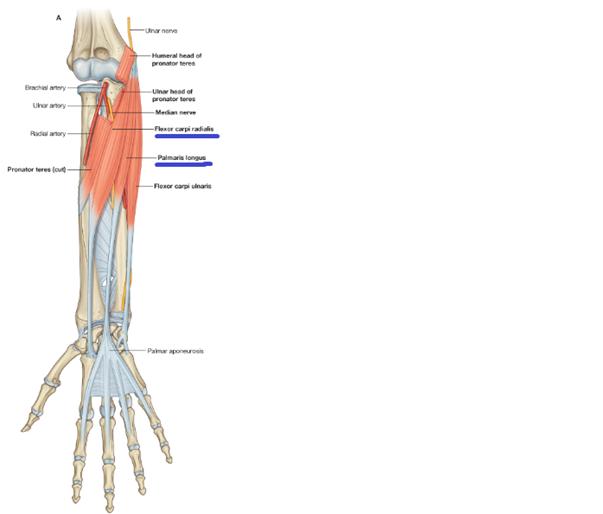 A
Ulnar nerve
Humeral head of
pronator teres
Brachial artery
Ulnar head of
pronator teres
Ulnar artery
Median nerve
Flexor carpi radialis
Radial artery
Palmaris longus
Pronator teres (cut)
Flexor carpi ulnaris
Palmar aponeurosis